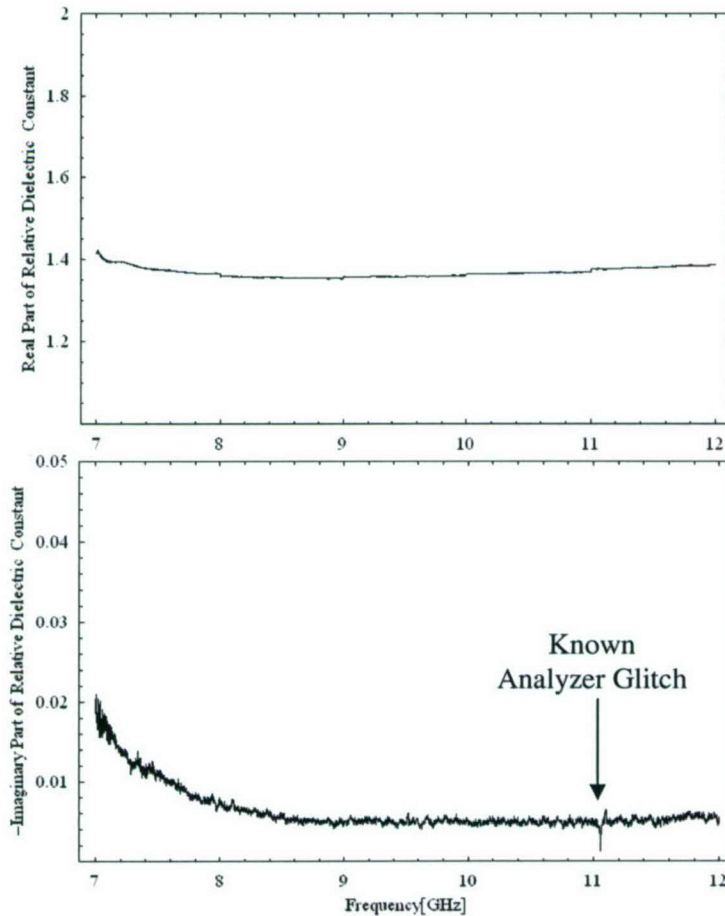 2
1.8
1.6
1.4
1.2
Real Part of Relative Dielectric Constant
7 8 9 10 11 12
0.05
0.04
0.03
0.02
0.01
−Imaginary Part of Relative Dielectric Constant
Known
Analyzer Glitch
7 8 9 10 11 12
Frequency[GHz]